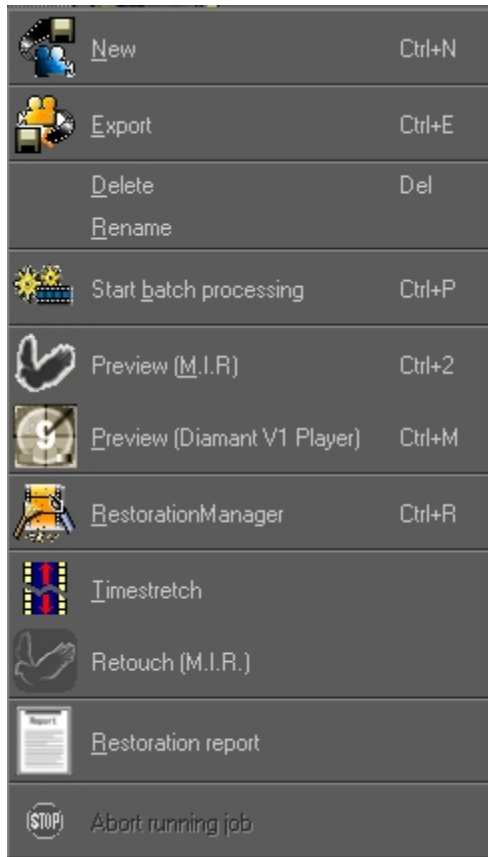 New Ctrl+N
Export Ctrl+E
Delete Del
Rename
Start batch processing Ctrl+P
Preview (M.I.R) Ctrl+2
Preview (Diamant V1 Player) Ctrl+M
RestorationManager Ctrl+R
Timestretch
Retouch (M.I.R.)
Report
Restoration report
STOP Abort running job